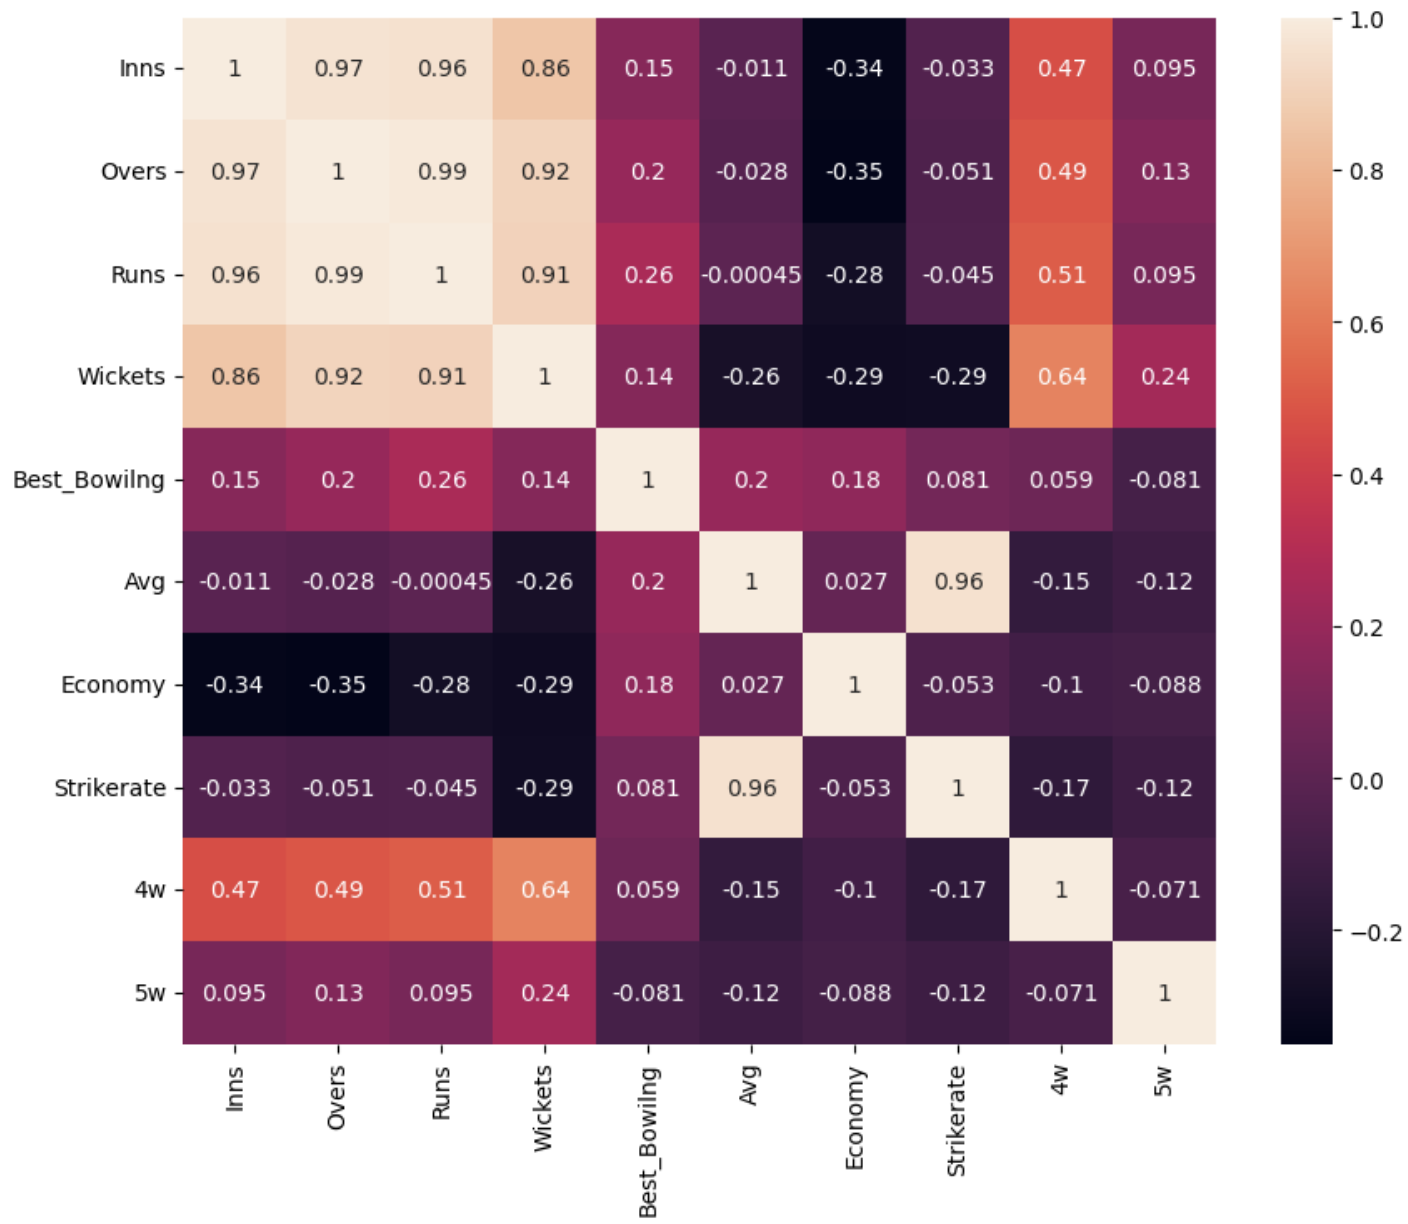 Inns 1 0.97 0.96 0.86 0.15 -0.011 -0.34 -0.033 0.47 0.095
Overs 0.97 1 0.99 0.92 0.2 -0.028 -0.35 -0.051 0.49 0.13
Runs 0.96 0.99 1 0.91 0.26 -0.00045 -0.28 -0.045 0.51 0.095
Wickets 0.86 0.92 0.91 1 0.14 -0.26 -0.29 -0.29 0.64 0.24
Best_Bowilng 0.15 0.2 0.26 0.14 1 0.2 0.18 0.081 0.059 -0.081
Avg -0.011 -0.028 -0.00045 -0.26 0.2 1 0.027 0.96 -0.15 -0.12
Economy -0.34 -0.35 -0.28 -0.29 0.18 0.027 1 -0.053 -0.1 -0.088
Strikerate -0.033 -0.051 -0.045 -0.29 0.081 0.96 -0.053 1 -0.17 -0.12
4w 0.47 0.49 0.51 0.64 0.059 -0.15 -0.1 -0.17 1 -0.071
5w 0.095 0.13 0.095 0.24 -0.081 -0.12 -0.088 -0.12 -0.071 1
Inns Overs Runs Wickets Best_Bowilng Avg Economy Strikerate 4w 5w
1.0
0.8
0.6
0.4
0.2
0.0
−0.2